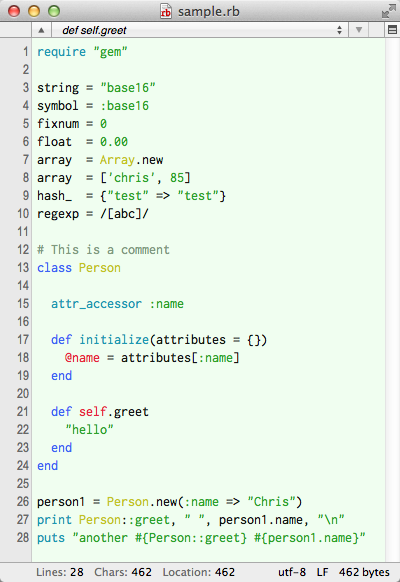 sample.rb
def self.greet
1 require "gem"
2
3 string = "base16"
4 symbol = :base16
5 fixnum = 0
6 float  = 0.00
7 array  = Array.new
8 array  = ['chris', 85]
9 hash_  = {"test" => "test"}
10 regexp = /[abc]/
11
12 # This is a comment
13 class Person
14
15   attr_accessor :name
16
17   def initialize(attributes = {})
18     @name = attributes[:name]
19   end
20
21   def self.greet
22     "hello"
23   end
24 end
25
26 person1 = Person.new(:name => "Chris")
27 print Person::greet, " ", person1.name, "\n"
28 puts "another #{Person::greet} #{person1.name}"
Lines: 28 Chars: 462 Location: 462 utf-8 LF 462 bytes